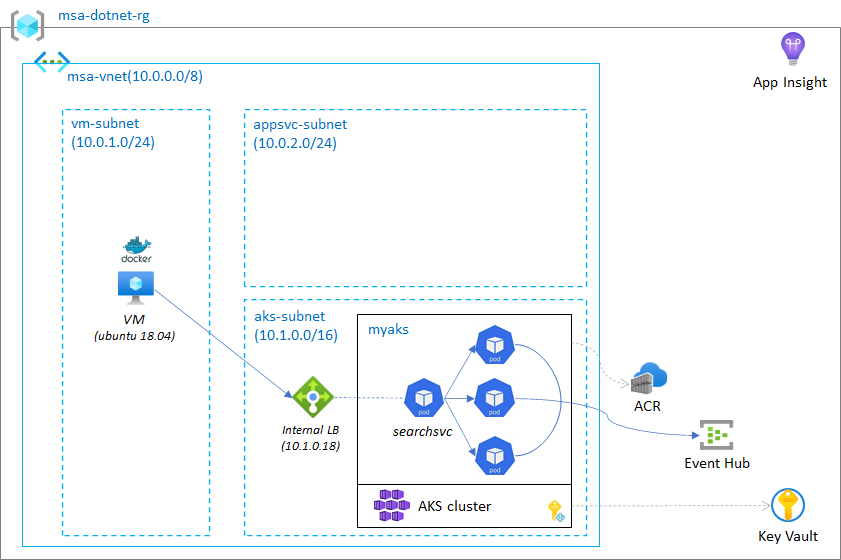 msa-dotnet-rg
App Insight
msa-vnet(10.0.0.0/8)
vm-subnet
(10.0.1.0/24)
appsvc-subnet
(10.0.2.0/24)
docker
VM
(ubuntu 18.04)
aks-subnet
(10.1.0.0/16)
myaks
pod
pod
pod
pod
searchsvc
Internal LB
(10.1.0.18)
AKS cluster
ACR
Event Hub
Key Vault